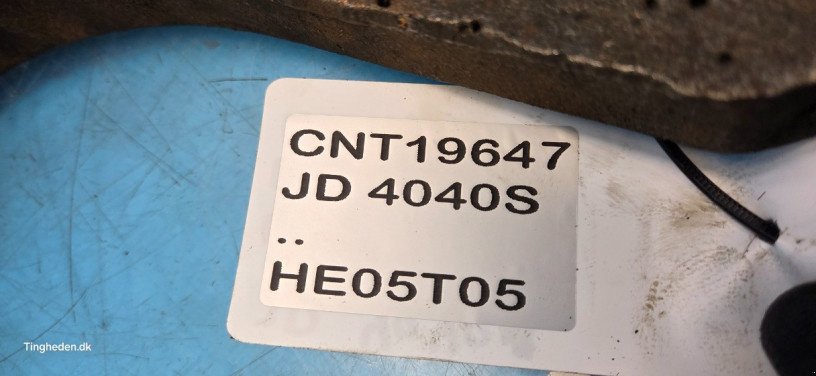 CNT19647
JD 4040S
..
HE05T05
Tingheden.dk